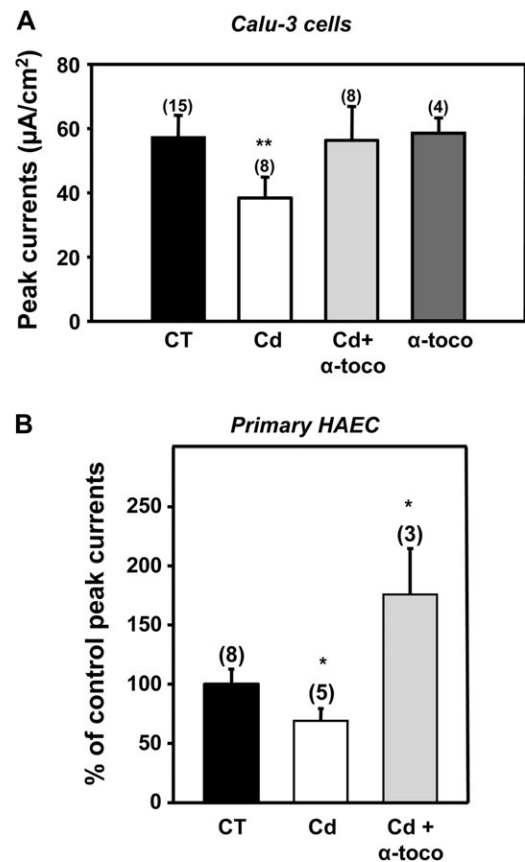 A
Calu-3 cells
Peak currents (µA/cm²)
80
60
40
20
0
(15)
**
(8)
(8)
(4)
CT
Cd
Cd+
α-toco
α-toco
B
Primary HAEC
% of control peak currents
250
200
150
100
50
0
(8)
*
(5)
*
(3)
CT
Cd
Cd +
α-toco